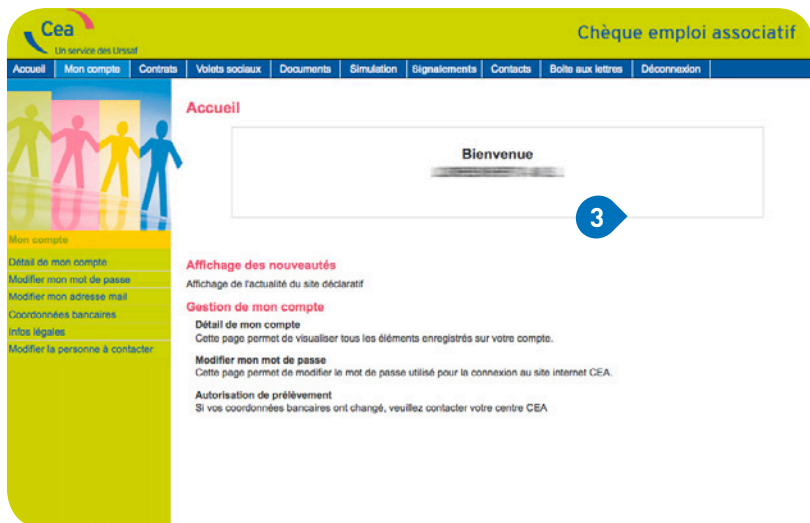 Cea
Un service des Urssaf
Chèque emploi associatif
Accueil Mon compte Contrats Volets sociaux Documents Simulation Signalements Contacts Boîte aux lettres Déconnexion
Accueil
Bienvenue
3
Mon compte
Détail de mon compte
Modifier mon mot de passe
Modifier mon adresse mail
Coordonnées bancaires
Infos légales
Modifier la personne à contacter
Affichage des nouveautés
Affichage de l'actualité du site déclaratif
Gestion de mon compte
Détail de mon compte
Cette page permet de visualiser tous les éléments enregistrés sur votre compte.
Modifier mon mot de passe
Cette page permet de modifier le mot de passe utilisé pour la connexion au site internet CEA.
Autorisation de prélèvement
Si vos coordonnées bancaires ont changé, veuillez contacter votre centre CEA